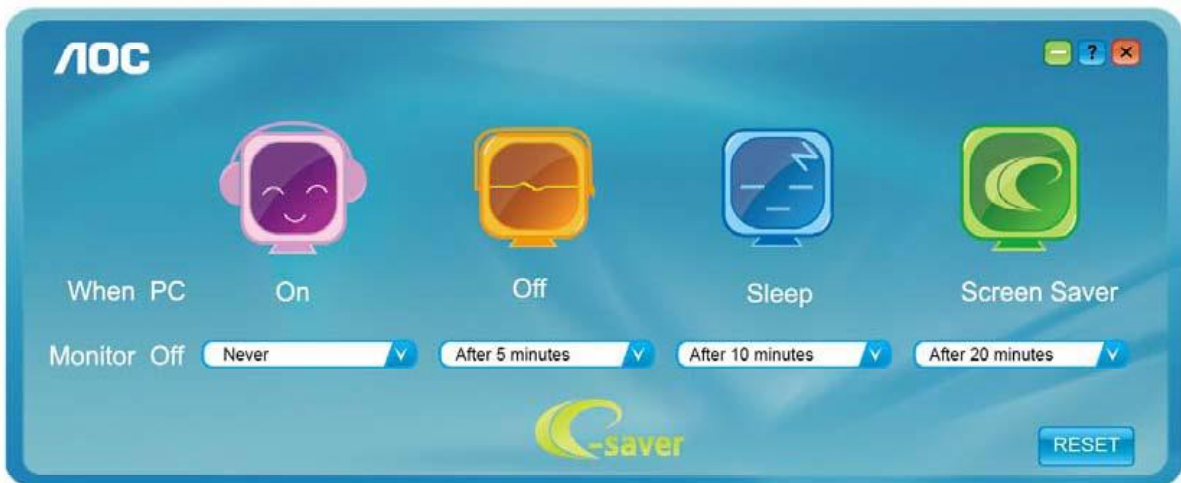 AOC
?
When PC On Off Sleep Screen Saver
Monitor Off Never After 5 minutes After 10 minutes After 20 minutes
e-saver
RESET